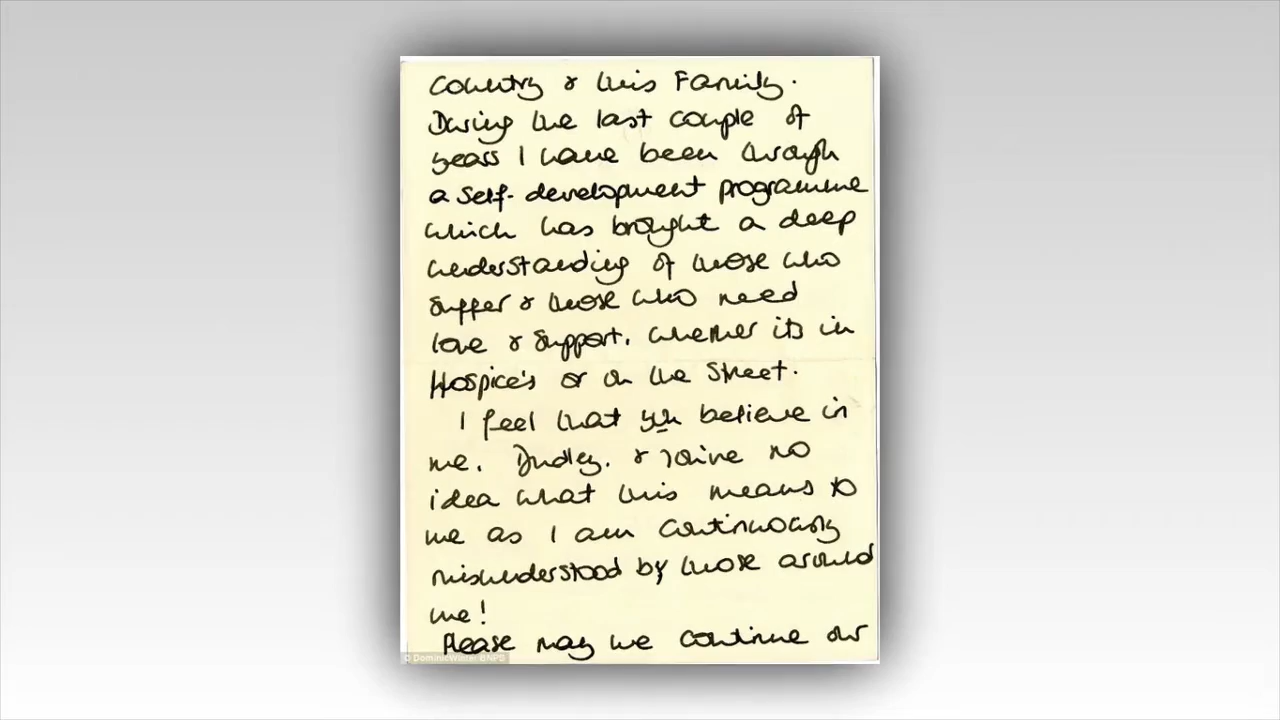 Country & this Family.
During the last couple of
years I have been through
a self-development programme
which has brought a deep
understanding of those who
suffer & those who need
love & support, whether its in
Hospice's or on the Street.
I feel that you believe in
me, Dudley. & have no
idea what this means to
me as I am continuously
misunderstood by those around
me!
Please may we continue our
© DominicWinter/BNPS